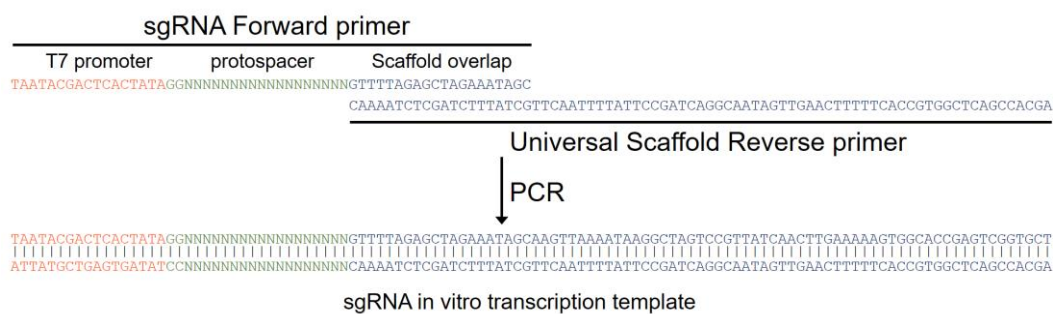 sgRNA Forward primer
T7 promoter protospacer Scaffold overlap
TAATACGACTCACTATAGGNNNNNNNNNNNNNNNNNNGTTTTAGAGCTAGAAATAGC
CAAAATCTCGATCTTTATCGTTCAATTTTATTCCGATCAGGCAATAGTTGAACTTTTTCACCGTGGCTCAGCCACGA
Universal Scaffold Reverse primer
PCR
TAATACGACTCACTATAGGNNNNNNNNNNNNNNNNNNGTTTTAGAGCTAGAAATAGCAAGTTAAAATAAGGCTAGTCCGTTATCAACTTGAAAAAGTGGCACCGAGTCGGTGCT
ATTATGCTGAGTGATATCCNNNNNNNNNNNNNNNNNNCAAAATCTCGATCTTTATCGTTCAATTTTATTCCGATCAGGCAATAGTTGAACTTTTTCACCGTGGCTCAGCCACGA
sgRNA in vitro transcription template